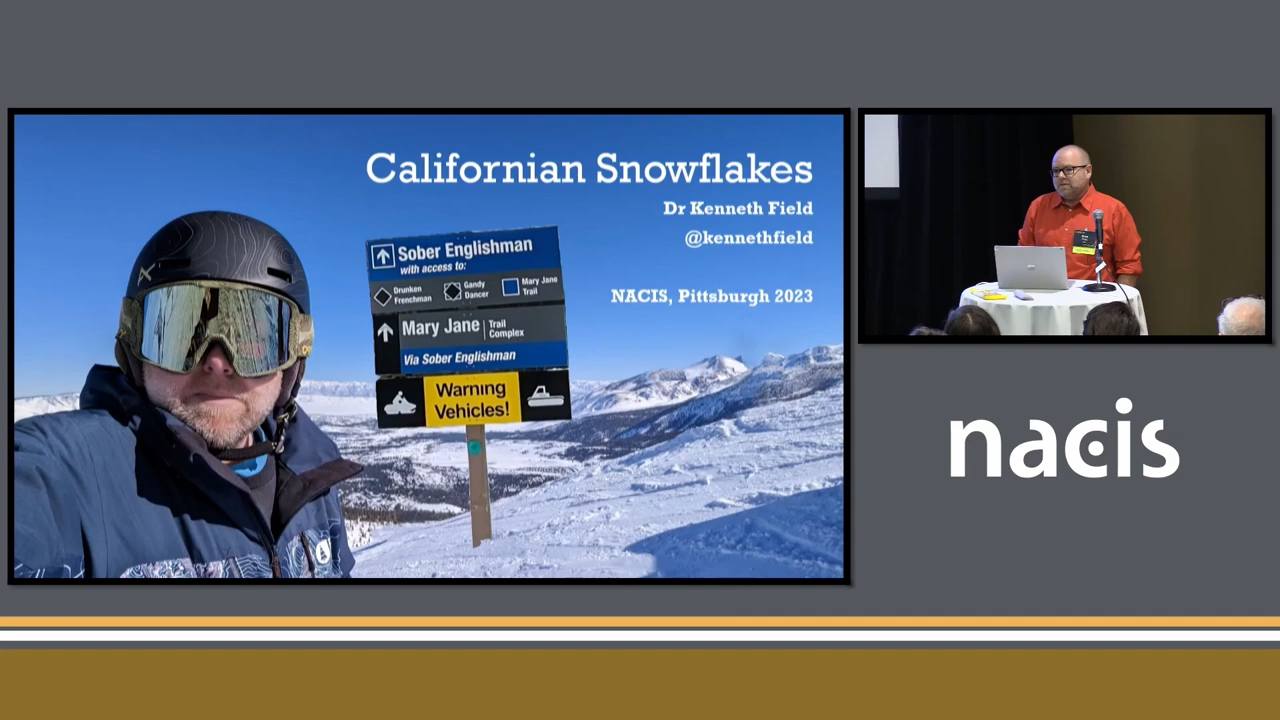 Californian Snowflakes
Dr Kenneth Field
@kennethfield
NACIS, Pittsburgh 2023
Sober Englishman
with access to:
Drunken
Frenchman
Gandy
Dancer
Mary Jane
Trail
Mary Jane
Trail
Complex
Via Sober Englishman
Warning
Vehicles!
nacis